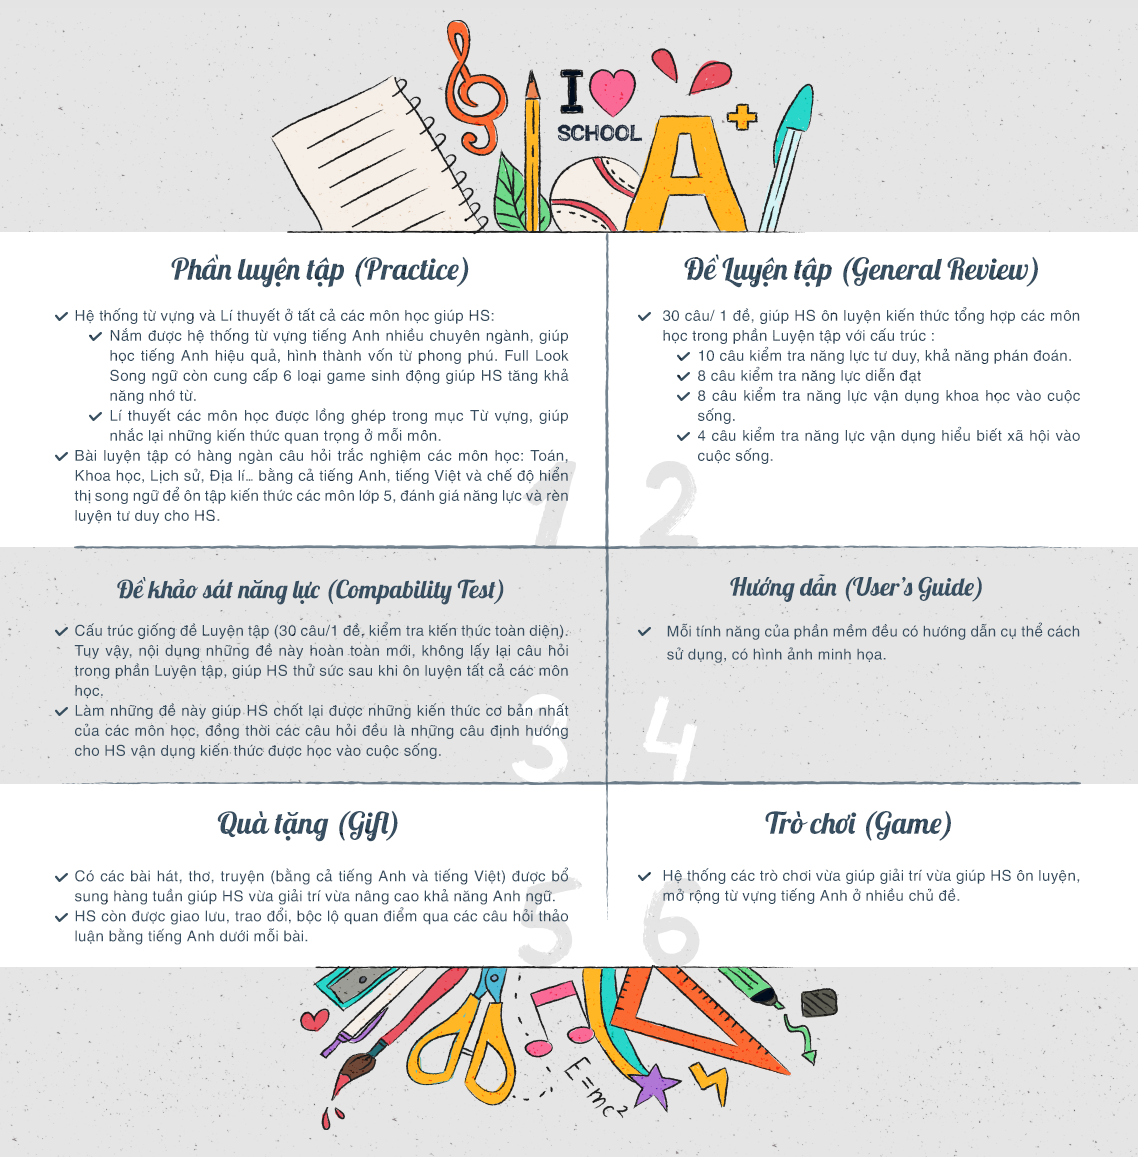 I
SCHOOL
A+
Phần luyện tập (Practice)
Hệ thống từ vựng và Lí thuyết ở tất cả các môn học giúp HS:
Nắm được hệ thống từ vựng tiếng Anh nhiều chuyên ngành, giúp
học tiếng Anh hiệu quả, hình thành vốn từ phong phú. Full Look
Song ngữ còn cung cấp 6 loại game sinh động giúp HS tăng khả
năng nhớ từ.
Lí thuyết các môn học được lồng ghép trong mục Từ vựng, giúp
nhắc lại những kiến thức quan trọng ở mỗi môn.
Bài luyện tập có hàng ngàn câu hỏi trắc nghiệm các môn học: Toán,
Khoa học, Lịch sử, Địa lí... bằng cả tiếng Anh, tiếng Việt và chế độ hiển
thị song ngữ để ôn tập kiến thức các môn lớp 5, đánh giá năng lực và rèn
luyện tư duy cho HS.
1
Đề Luyện tập (General Review)
30 câu/ 1 đề, giúp HS ôn luyện kiến thức tổng hợp các môn
học trong phần Luyện tập với cấu trúc :
10 câu kiểm tra năng lực tư duy, khả năng phán đoán.
8 câu kiểm tra năng lực diễn đạt
8 câu kiểm tra năng lực vận dụng khoa học vào cuộc
sống.
4 câu kiểm tra năng lực vận dụng hiểu biết xã hội vào
cuộc sống.
2
Đề khảo sát năng lực (Compability Test)
Cấu trúc giống đề Luyện tập (30 câu/1 đề, kiểm tra kiến thức toàn diện).
Tuy vậy, nội dung những đề này hoàn toàn mới, không lấy lại câu hỏi
trong phần Luyện tập, giúp HS thử sức sau khi ôn luyện tất cả các môn
học.
Làm những đề này giúp HS chốt lại được những kiến thức cơ bản nhất
của các môn học, đồng thời các câu hỏi đều là những câu định hướng
cho HS vận dụng kiến thức được học vào cuộc sống.
3
Hướng dẫn (User's Guide)
Mỗi tính năng của phần mềm đều có hướng dẫn cụ thể cách
sử dụng, có hình ảnh minh họa.
4
Quà tặng (Gift)
Có các bài hát, thơ, truyện (bằng cả tiếng Anh và tiếng Việt) được bổ
sung hàng tuần giúp HS vừa giải trí vừa nâng cao khả năng Anh ngữ.
HS còn được giao lưu, trao đổi, bộc lộ quan điểm qua các câu hỏi thảo
luận bằng tiếng Anh dưới mỗi bài.
5
Trò chơi (Game)
Hệ thống các trò chơi vừa giúp giải trí vừa giúp HS ôn luyện,
mở rộng từ vựng tiếng Anh ở nhiều chủ đề.
6
E=mc²